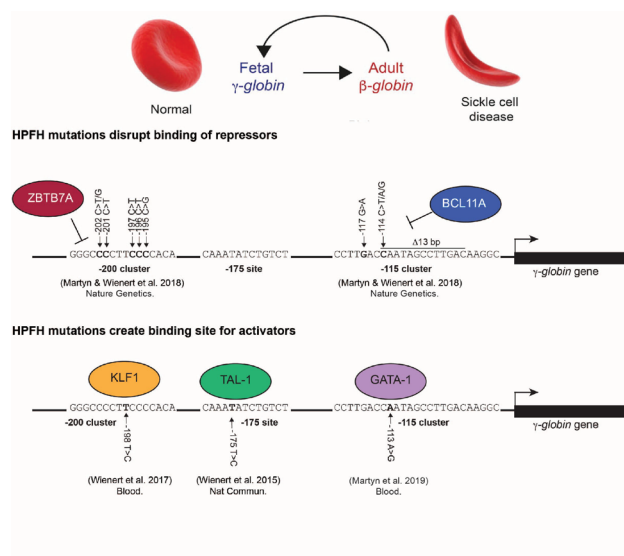 Normal
Fetal
γ-globin
Adult
β-globin
Sickle cell
disease
HPFH mutations disrupt binding of repressors
ZBTB7A
-202 C>T/G
-201 C>T
-197 C>T
-196 C>T
-195 C>G
-117 G>A
-114 C>T/A/G
BCL11A
Δ13 bp
GGGCCCCTTCCCCACA
CAAATATCTGTCT
CCTTGACCAATAGCCTTGACAAGGC
-200 cluster
-175 site
-115 cluster
γ-globin gene
(Martyn & Wienert et al. 2018)
Nature Genetics.
(Martyn & Wienert et al. 2018)
Nature Genetics.
HPFH mutations create binding site for activators
KLF1
TAL-1
GATA-1
GGGCCCCTTCCCCACA
CAAATATCTGTCT
CCTTGACCAATAGCCTTGACAAGGC
-200 cluster
-175 site
-115 cluster
γ-globin gene
-198 T>C
-175 T>C
-113 A>G
(Wienert et al. 2017)
Blood.
(Wienert et al. 2015)
Nat Commun.
(Martyn et al. 2019)
Blood.